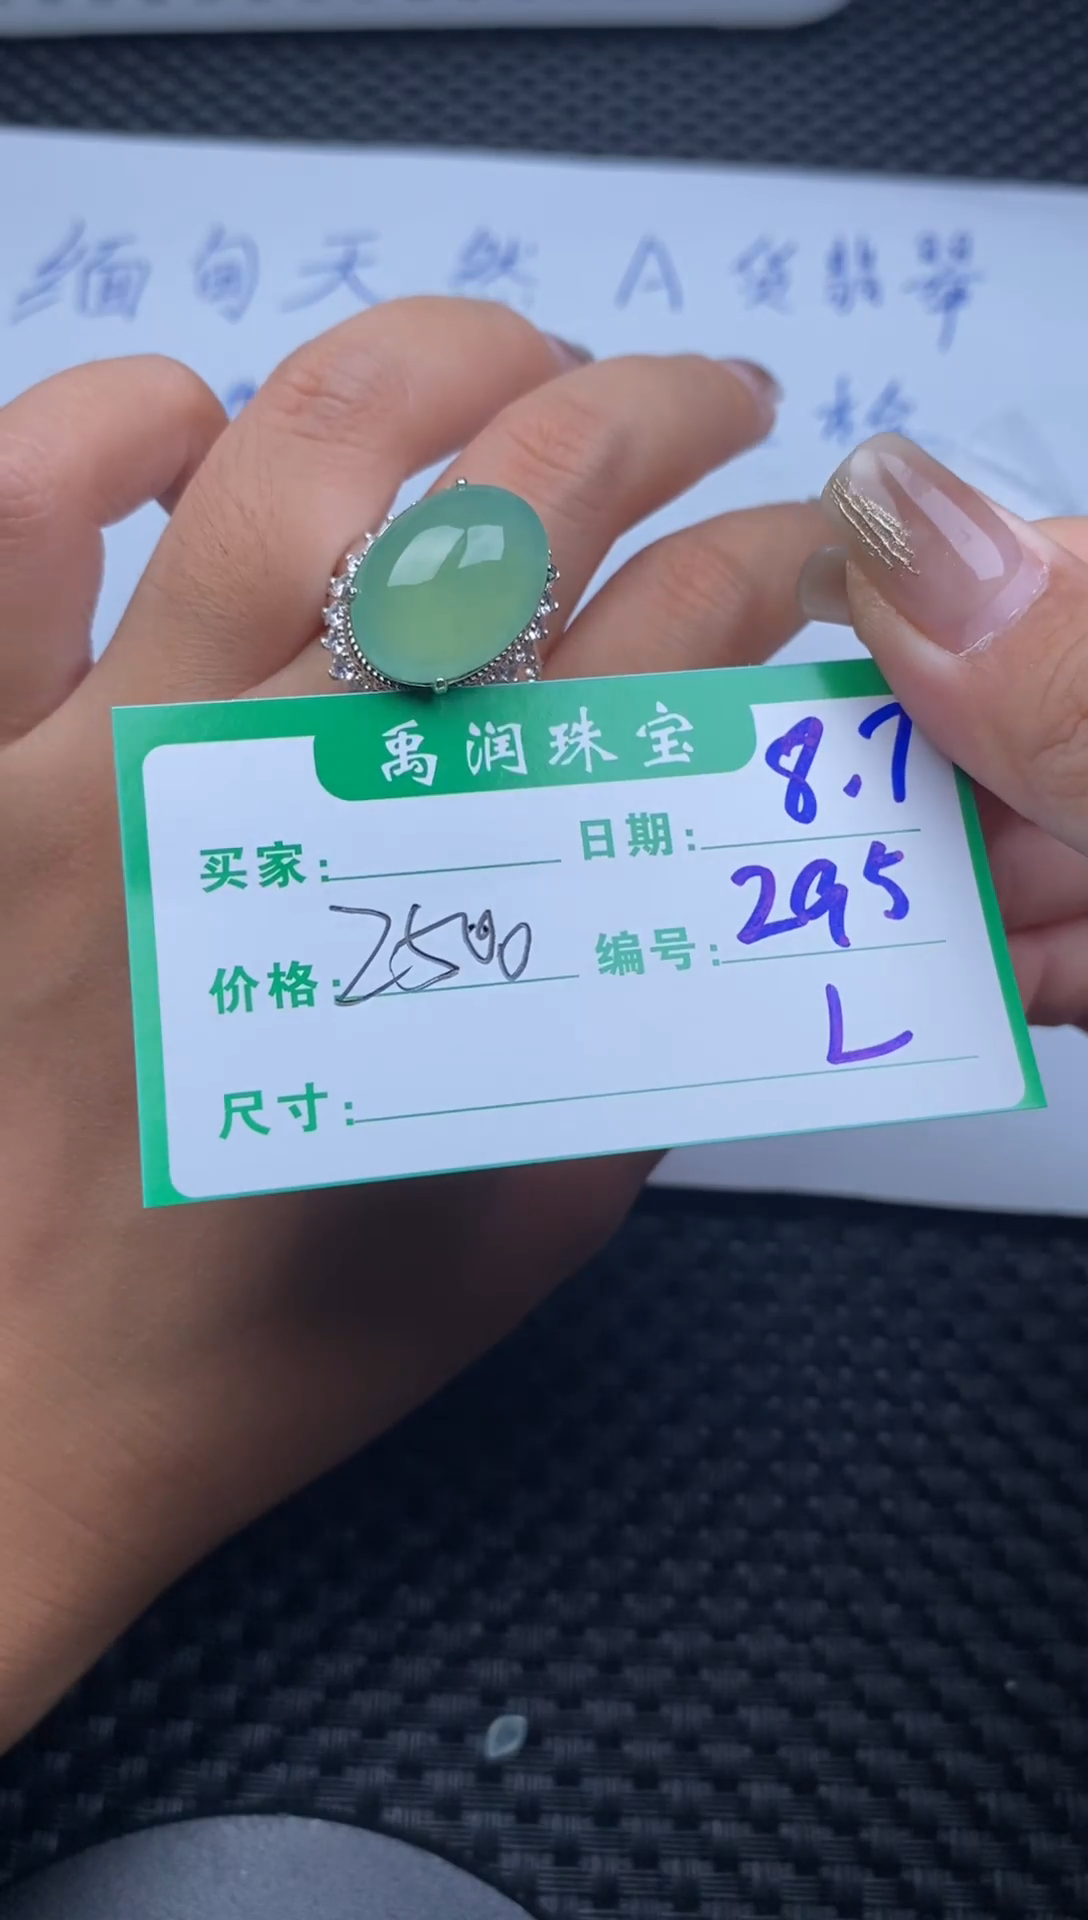 缅甸天然A货翡翠
检
禹润珠宝
买家：
日期：8.7
价格：2500
编号：295
L
尺寸：